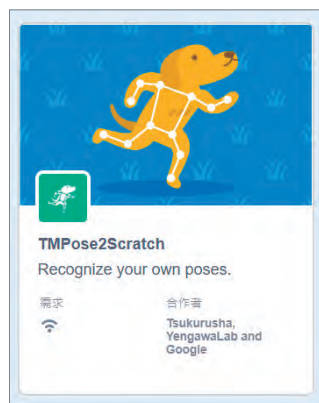 TMPose2Scratch
Recognize your own poses.
需求
合作者
Tsukurusha,
YengawaLab and
Google